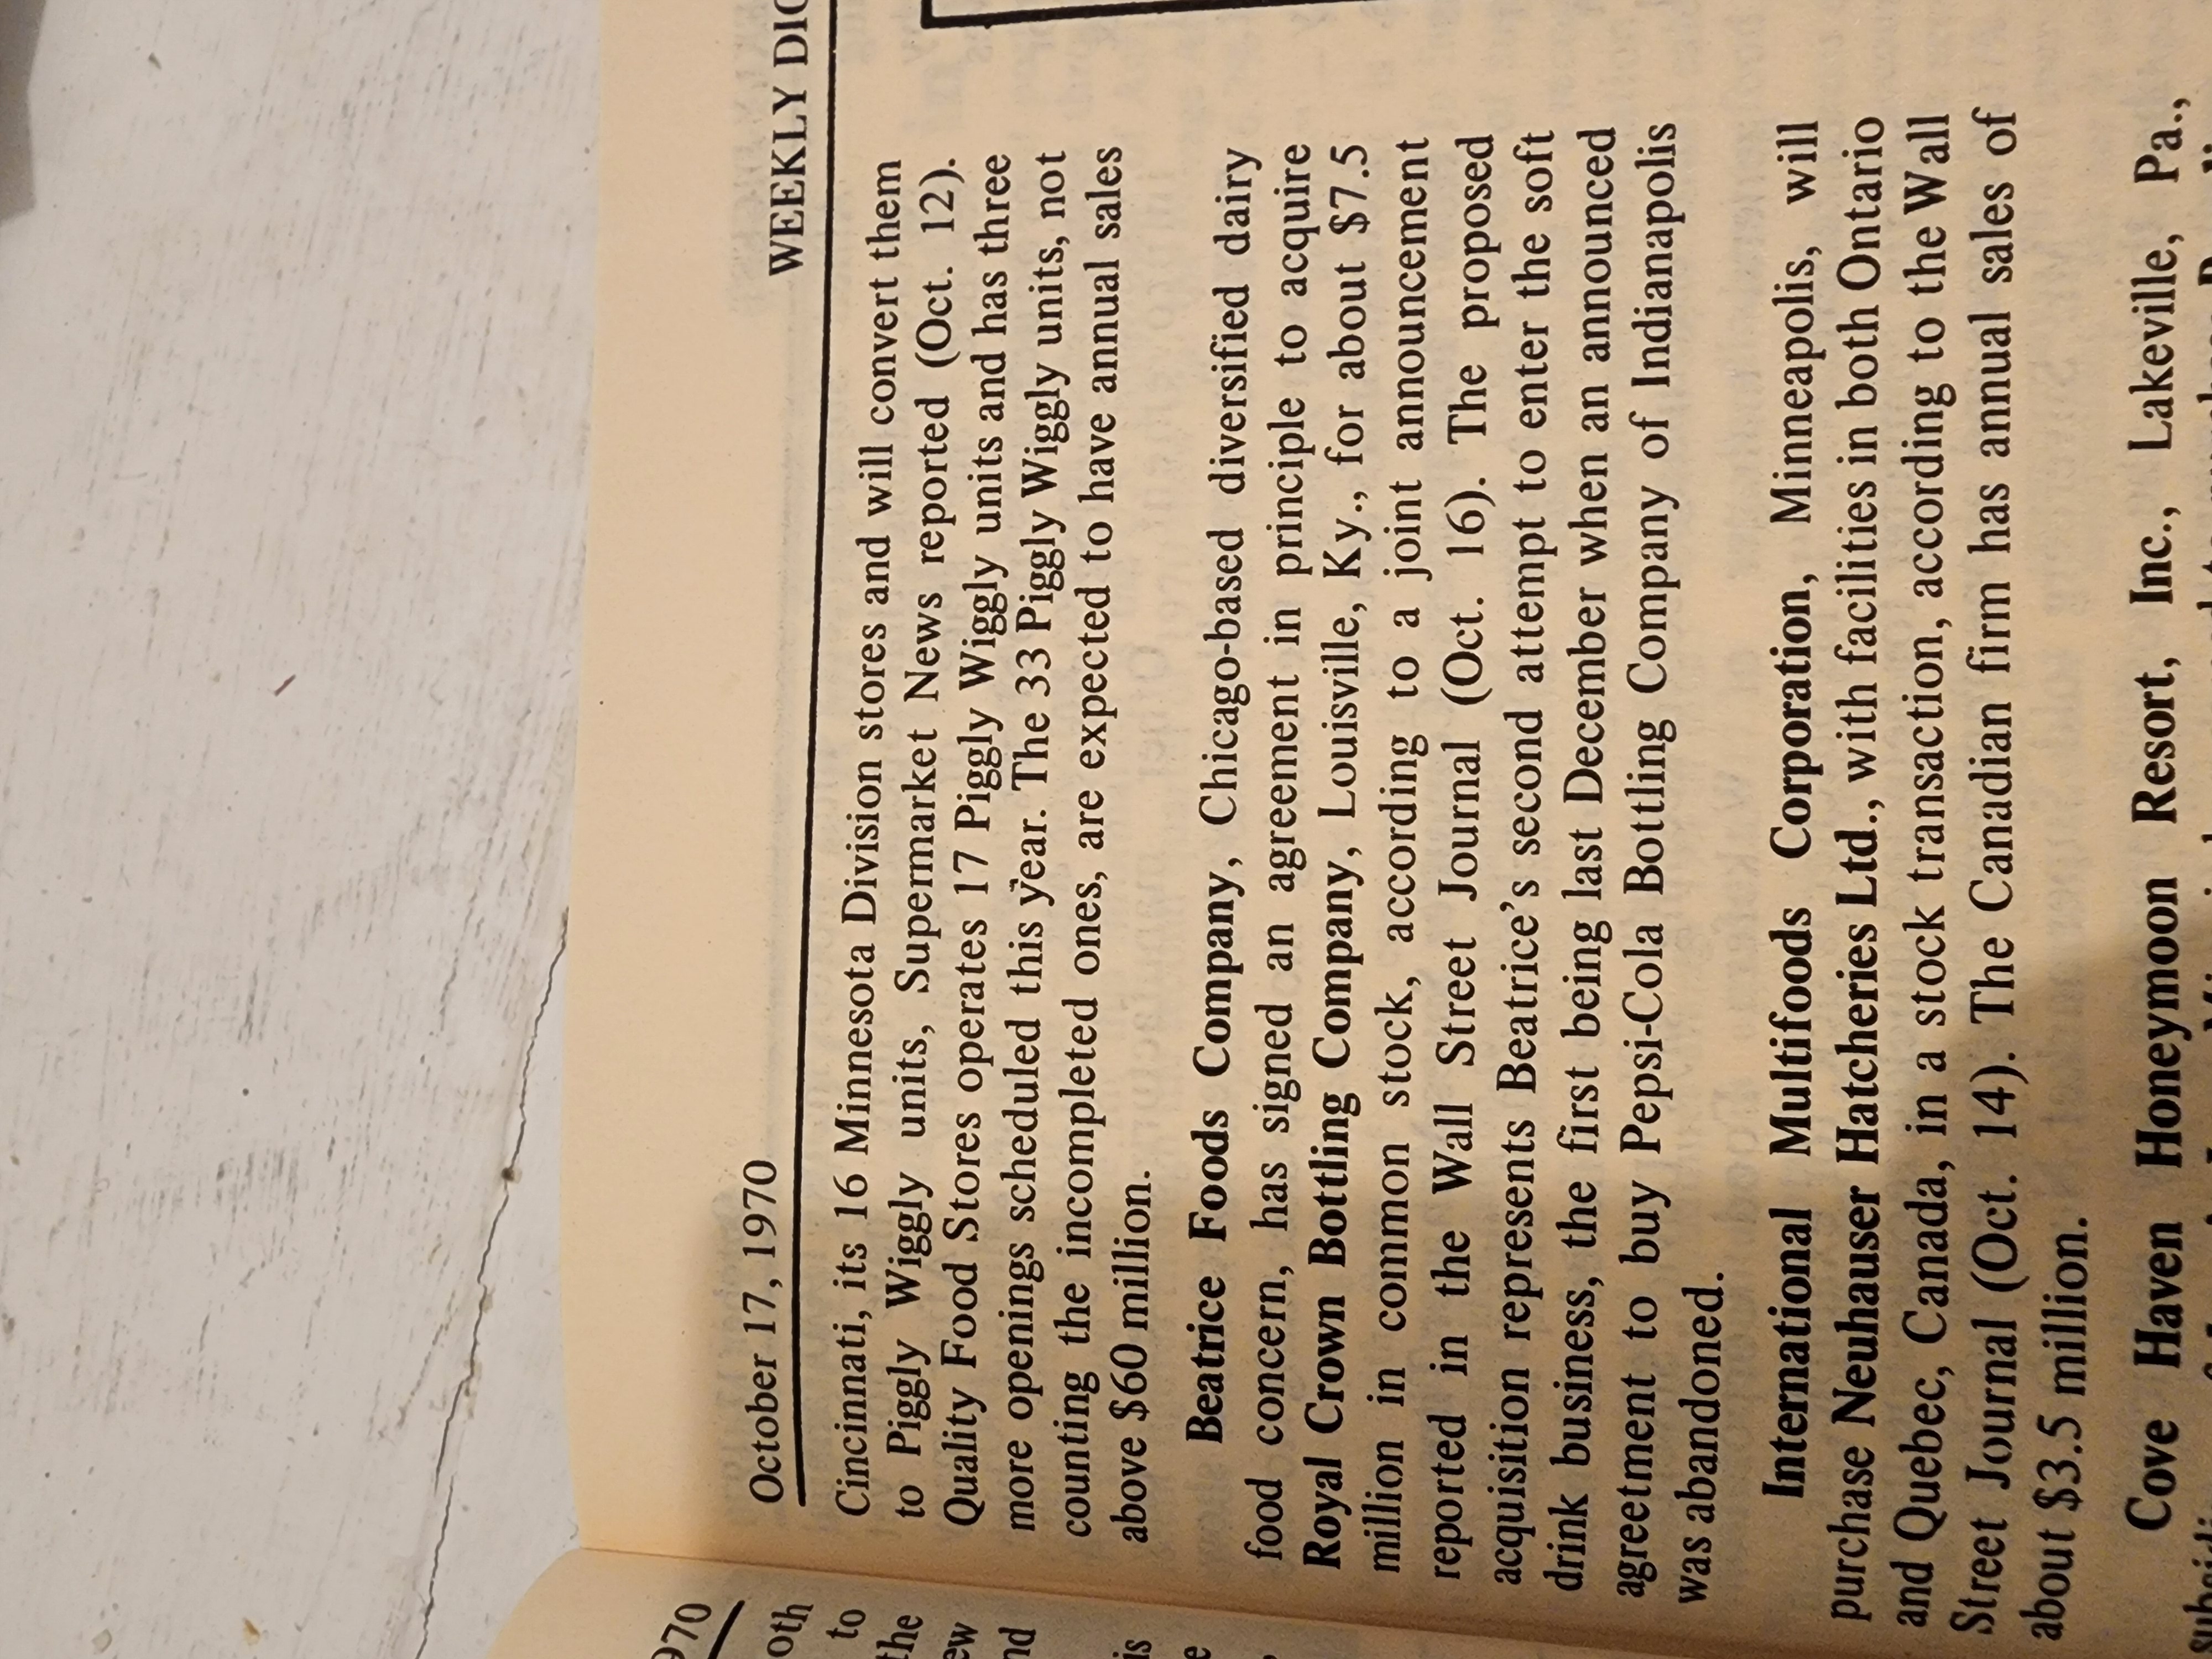 October 17, 1970 WEEKLY
Cincinnati, its 16 Minnesota Division stores and will convert them
to Piggly Wiggly units, Supermarket News reported (Oct. 12).
Quality Food Stores operates 17 Piggly Wiggly units and has three
more openings scheduled this year. The 33 Piggly Wiggly units, not
counting the incompleted ones, are expected to have annual sales
above $60 million.
Beatrice Foods Company, Chicago-based diversified dairy
food concern, has signed an agreement in principle to acquire
Royal Crown Bottling Company, Louisville, Ky., for about $7.5
million in common stock, according to a joint announcement
reported in the Wall Street Journal (Oct. 16). The proposed
acquisition represents Beatrice's second attempt to enter the soft
drink business, the first being last December when an announced
agreetment to buy Pepsi-Cola Bottling Company of Indianapolis
was abandoned.
International Multifoods Corporation, Minneapolis, will
purchase Neuhauser Hatcheries Ltd., with facilities in both Ontario
and Quebec, Canada, in a stock transaction, according to the Wall
Street Journal (Oct. 14). The Canadian firm has annual sales of
about $3.5 million.
Cove Haven Honeymoon Resort, Inc., Lakeville, Pa.,